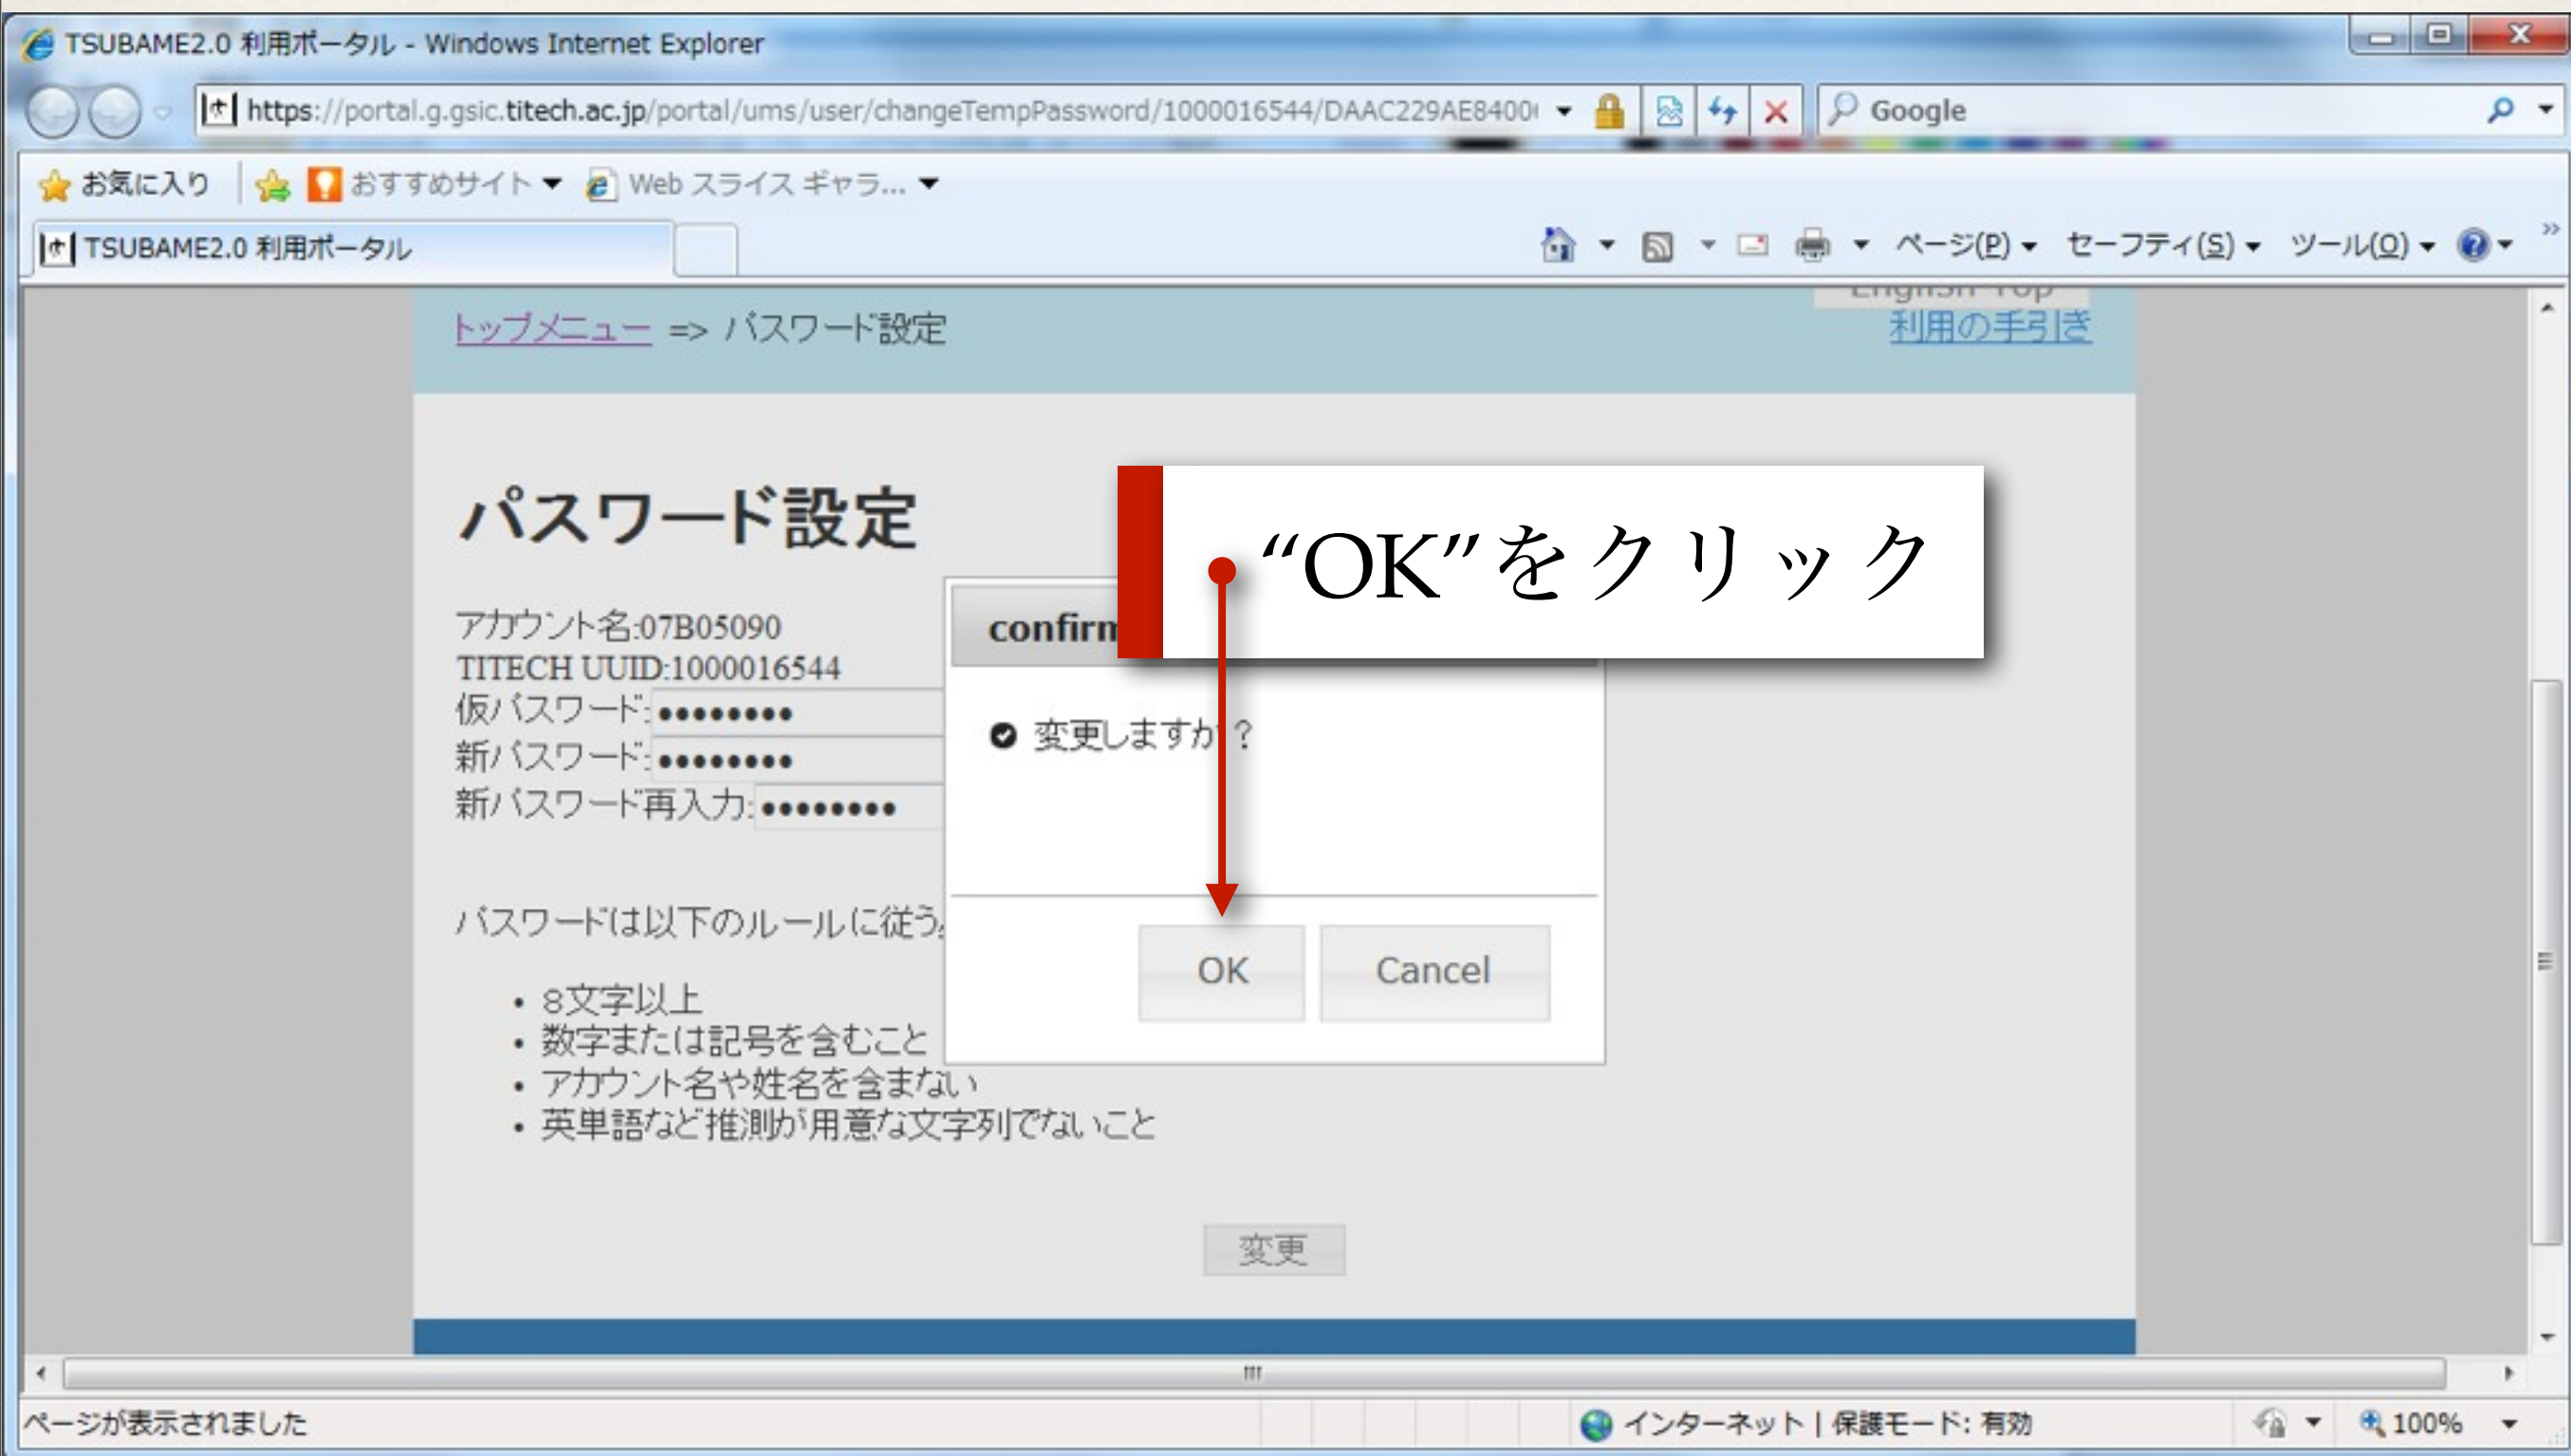 TSUBAME2.0 利用ポータル - Windows Internet Explorer
https://portal.g.gsic.titech.ac.jp/portal/ums/user/changeTempPassword/1000016544/DAAC229AE8400
Google
お気に入り おすすめサイト Web スライス ギャラ...
TSUBAME2.0 利用ポータル
ページ(P) セーフティ(S) ツール(O)
English Top
トップメニュー => パスワード設定
利用の手引き
パスワード設定
“OK”をクリック
アカウント名:07B05090
TITECH UUID:1000016544
仮パスワード:●●●●●●●●
新パスワード:●●●●●●●●
新パスワード再入力:●●●●●●●●
confirm
変更しますか?
OK Cancel
パスワードは以下のルールに従う
• 8文字以上
• 数字または記号を含むこと
• アカウント名や姓名を含まない
• 英単語など推測が用意な文字列でないこと
変更
ページが表示されました
インターネット | 保護モード: 有効
100%